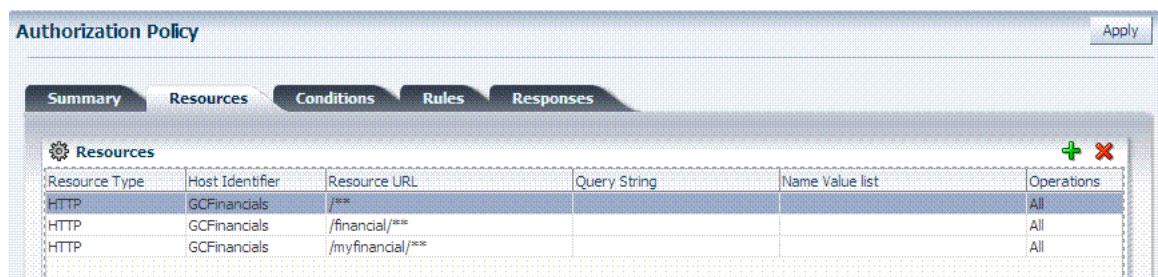 Authorization Policy
Apply
Summary Resources Conditions Rules Responses
Resources
Resource Type Host Identifier Resource URL Query String Name Value list Operations
HTTP GCFinancials /** All
HTTP GCFinancials /financial/** All
HTTP GCFinancials /myfinancial/** All